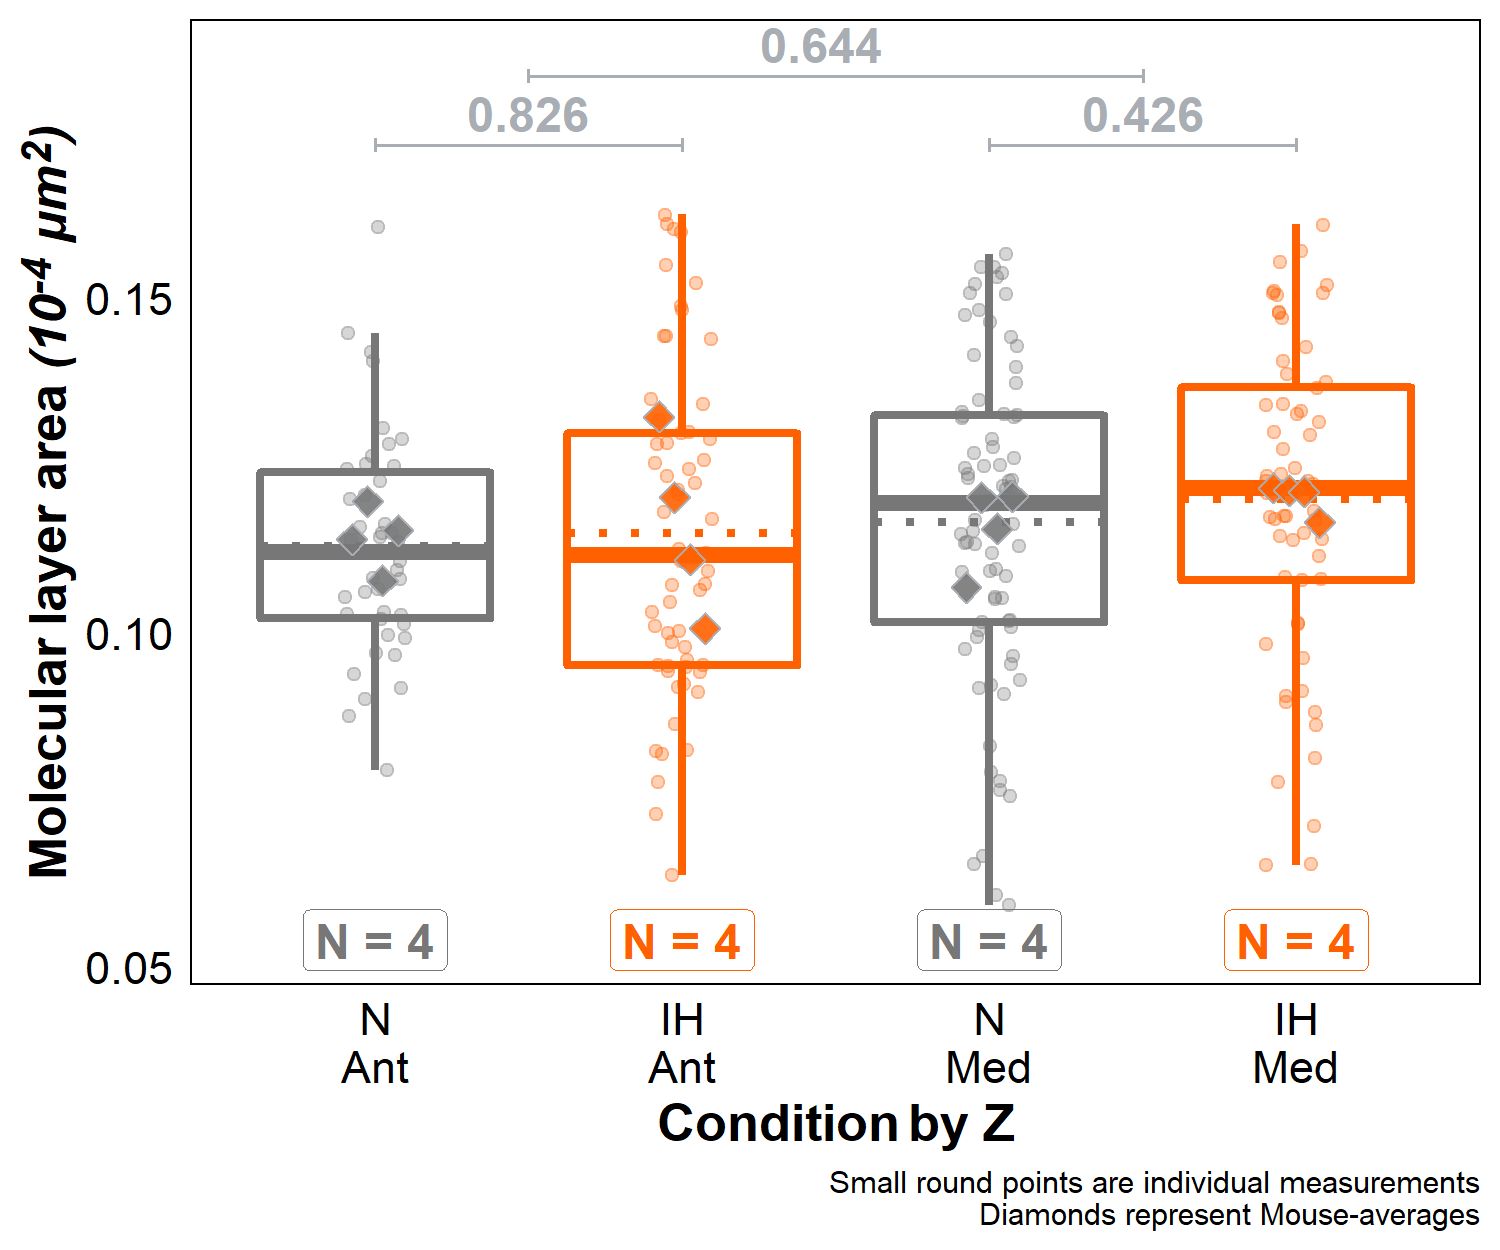 0.644
0.826
0.426
Molecular layer area (10⁻⁴ µm²)
0.15
0.10
0.05
N = 4
N = 4
N = 4
N = 4
N
Ant
IH
Ant
N
Med
IH
Med
Condition by Z
Small round points are individual measurements
Diamonds represent Mouse-averages